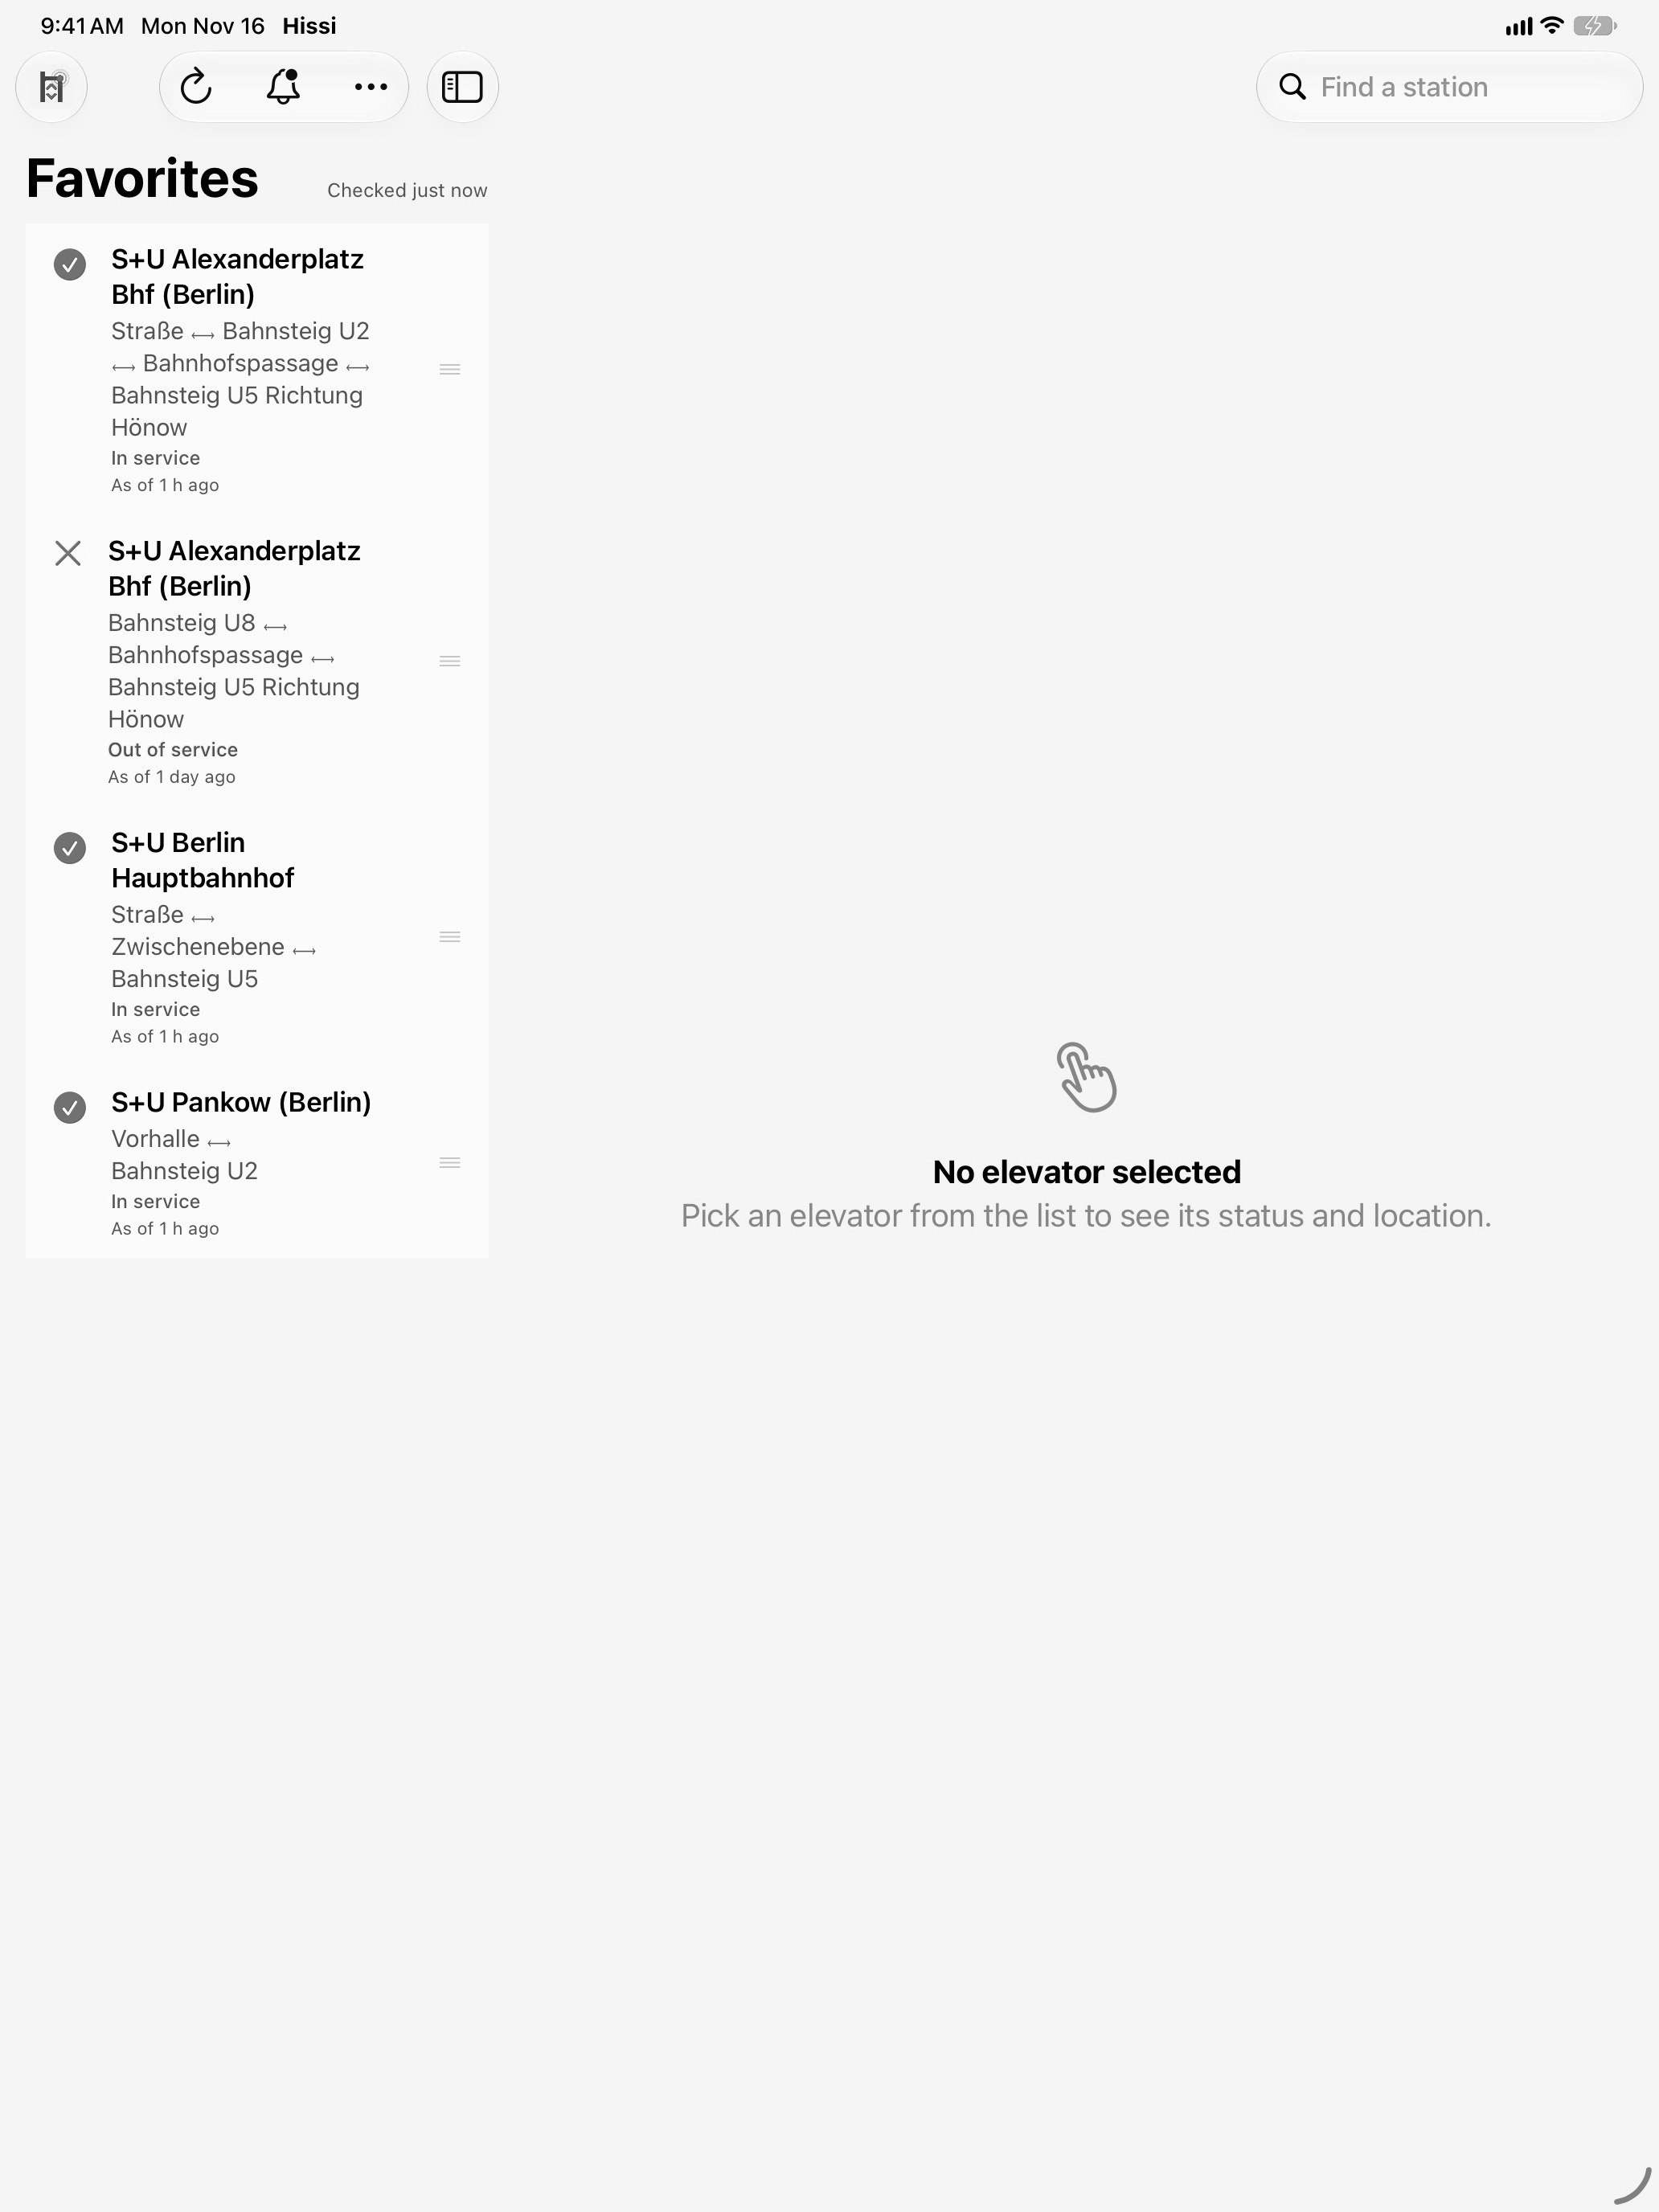 9:41 AM Mon Nov 16 Hissi
Find a station
Favorites
Checked just now
S+U Alexanderplatz
Bhf (Berlin)
Straße ⟷ Bahnsteig U2
⟷ Bahnhofspassage ⟷
Bahnsteig U5 Richtung
Hönow
In service
As of 1 h ago
S+U Alexanderplatz
Bhf (Berlin)
Bahnsteig U8 ⟷
Bahnhofspassage ⟷
Bahnsteig U5 Richtung
Hönow
Out of service
As of 1 day ago
S+U Berlin
Hauptbahnhof
Straße ⟷
Zwischenebene ⟷
Bahnsteig U5
In service
As of 1 h ago
S+U Pankow (Berlin)
Vorhalle ⟷
Bahnsteig U2
In service
As of 1 h ago
No elevator selected
Pick an elevator from the list to see its status and location.